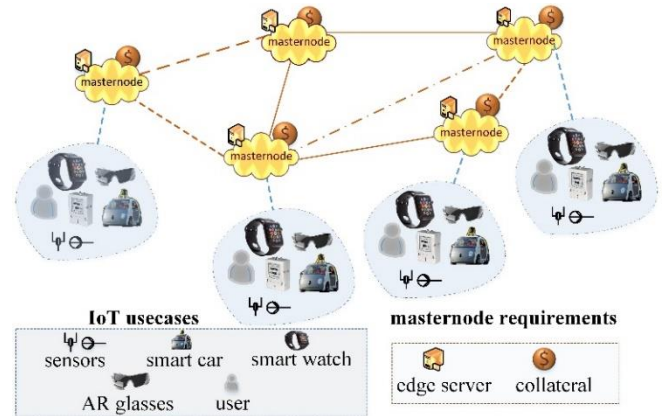 masternode
masternode
masternode
masternode
masternode
IoT usecases
masternode requirements
sensors smart car smart watch
AR glasses user
edge server collateral